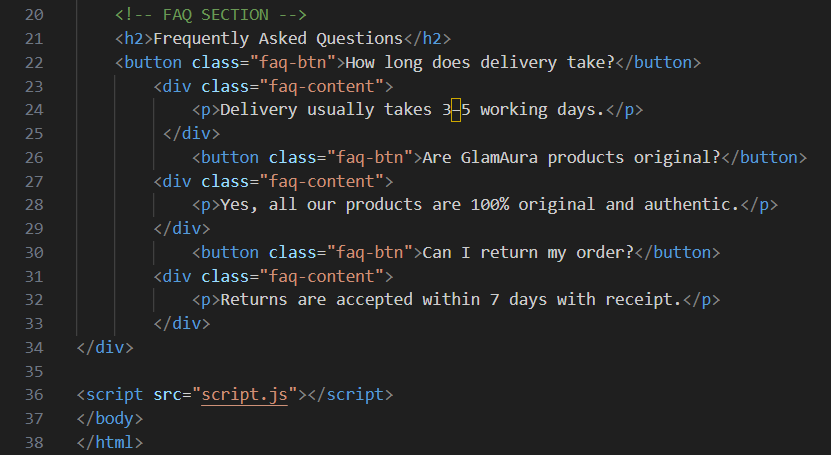 20 <!-- FAQ SECTION -->
21 <h2>Frequently Asked Questions</h2>
22 <button class="faq-btn">How long does delivery take?</button>
23 <div class="faq-content">
24 <p>Delivery usually takes 3–5 working days.</p>
25 </div>
26 <button class="faq-btn">Are GlamAura products original?</button>
27 <div class="faq-content">
28 <p>Yes, all our products are 100% original and authentic.</p>
29 </div>
30 <button class="faq-btn">Can I return my order?</button>
31 <div class="faq-content">
32 <p>Returns are accepted within 7 days with receipt.</p>
33 </div>
34 </div>
35
36 <script src="script.js"></script>
37 </body>
38 </html>